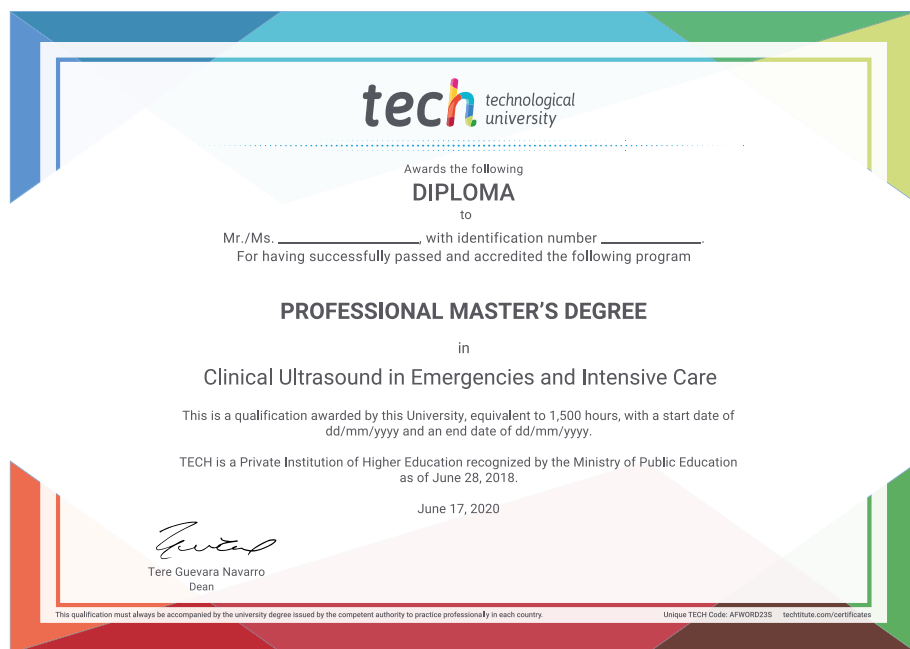 tech technological
university
Awards the following
DIPLOMA
to
Mr./Ms. ____________________, with identification number ______________.
For having successfully passed and accredited the following program
PROFESSIONAL MASTER'S DEGREE
in
Clinical Ultrasound in Emergencies and Intensive Care
This is a qualification awarded by this University, equivalent to 1,500 hours, with a start date of
dd/mm/yyyy and an end date of dd/mm/yyyy.
TECH is a Private Institution of Higher Education recognized by the Ministry of Public Education
as of June 28, 2018.
June 17, 2020
Tere Guevara Navarro
Dean
This qualification must always be accompanied by the university degree issued by the competent authority to practice professionally in each country.
Unique TECH Code: AFWORD23S techtitute.com/certificates